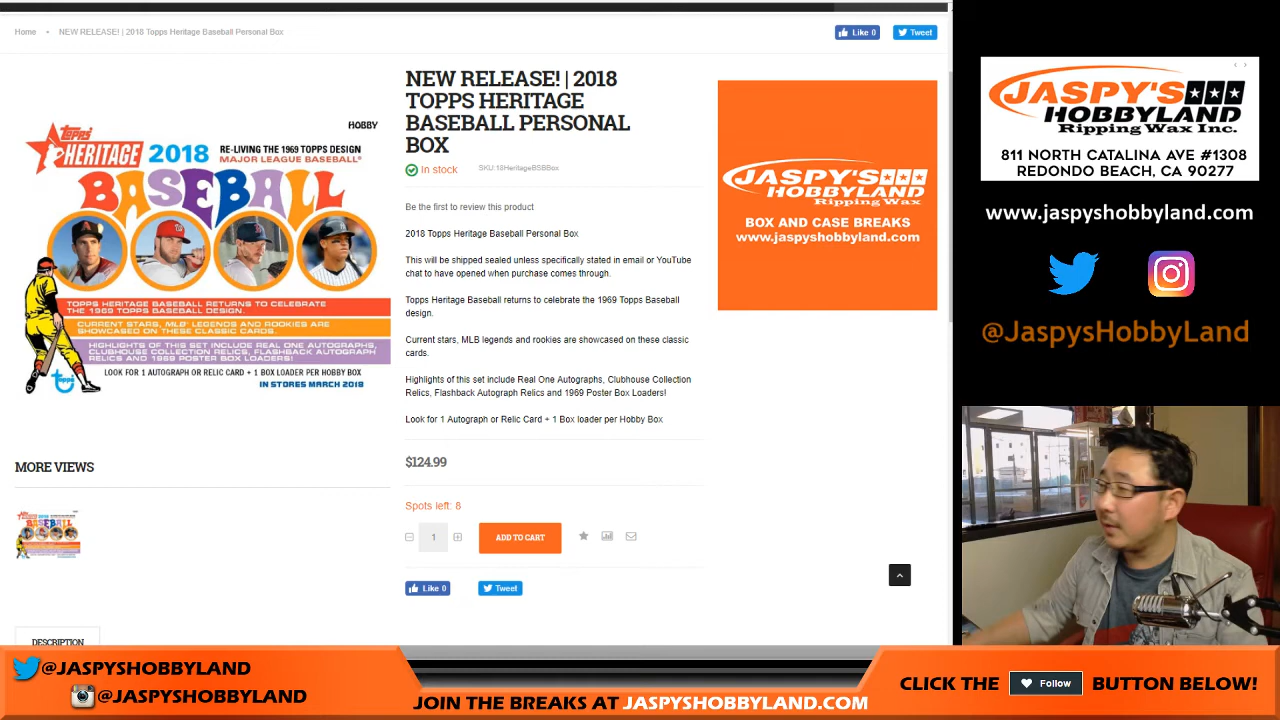 Home • NEW RELEASE! | 2018 Topps Heritage Baseball Personal Box
Like 0
Tweet
Topps
HERITAGE
2018
HOBBY
RE-LIVING THE 1969 TOPPS DESIGN
MAJOR LEAGUE BASEBALL®
BASEBALL
TOPPS HERITAGE BASEBALL RETURNS TO CELEBRATE
THE 1969 TOPPS BASEBALL DESIGN.
CURRENT STARS, MLB® LEGENDS AND ROOKIES ARE
SHOWCASED ON THESE CLASSIC CARDS.
HIGHLIGHTS OF THIS SET INCLUDE REAL ONE AUTOGRAPHS,
CLUBHOUSE COLLECTION RELICS, FLASHBACK AUTOGRAPH
RELICS AND 1969 POSTER BOX LOADERS!
LOOK FOR 1 AUTOGRAPH OR RELIC CARD + 1 BOX LOADER PER HOBBY BOX
IN STORES MARCH 2018
Topps
MORE VIEWS
DESCRIPTION
NEW RELEASE! | 2018
TOPPS HERITAGE
BASEBALL PERSONAL
BOX
In stock
SKU:18HeritageBSBBox
Be the first to review this product
2018 Topps Heritage Baseball Personal Box
This will be shipped sealed unless specifically stated in email or YouTube
chat to have opened when purchase comes through.
Topps Heritage Baseball returns to celebrate the 1969 Topps Baseball
design.
Current stars, MLB legends and rookies are showcased on these classic
cards.
Highlights of this set include Real One Autographs, Clubhouse Collection
Relics, Flashback Autograph Relics and 1969 Poster Box Loaders!
Look for 1 Autograph or Relic Card + 1 Box loader per Hobby Box
$124.99
Spots left: 8
1
ADD TO CART
Like 0
Tweet
JASPY'S
HOBBYLAND
Ripping Wax
BOX AND CASE BREAKS
www.jaspyshobbyland.com
JASPY'S
HOBBYLAND
Ripping Wax Inc.
811 NORTH CATALINA AVE #1308
REDONDO BEACH, CA 90277
www.jaspyshobbyland.com
@JaspysHobbyLand
@JASPYSHOBBYLAND
@JASPYSHOBBYLAND
JOIN THE BREAKS AT JASPYSHOBBYLAND.COM
CLICK THE Follow BUTTON BELOW!